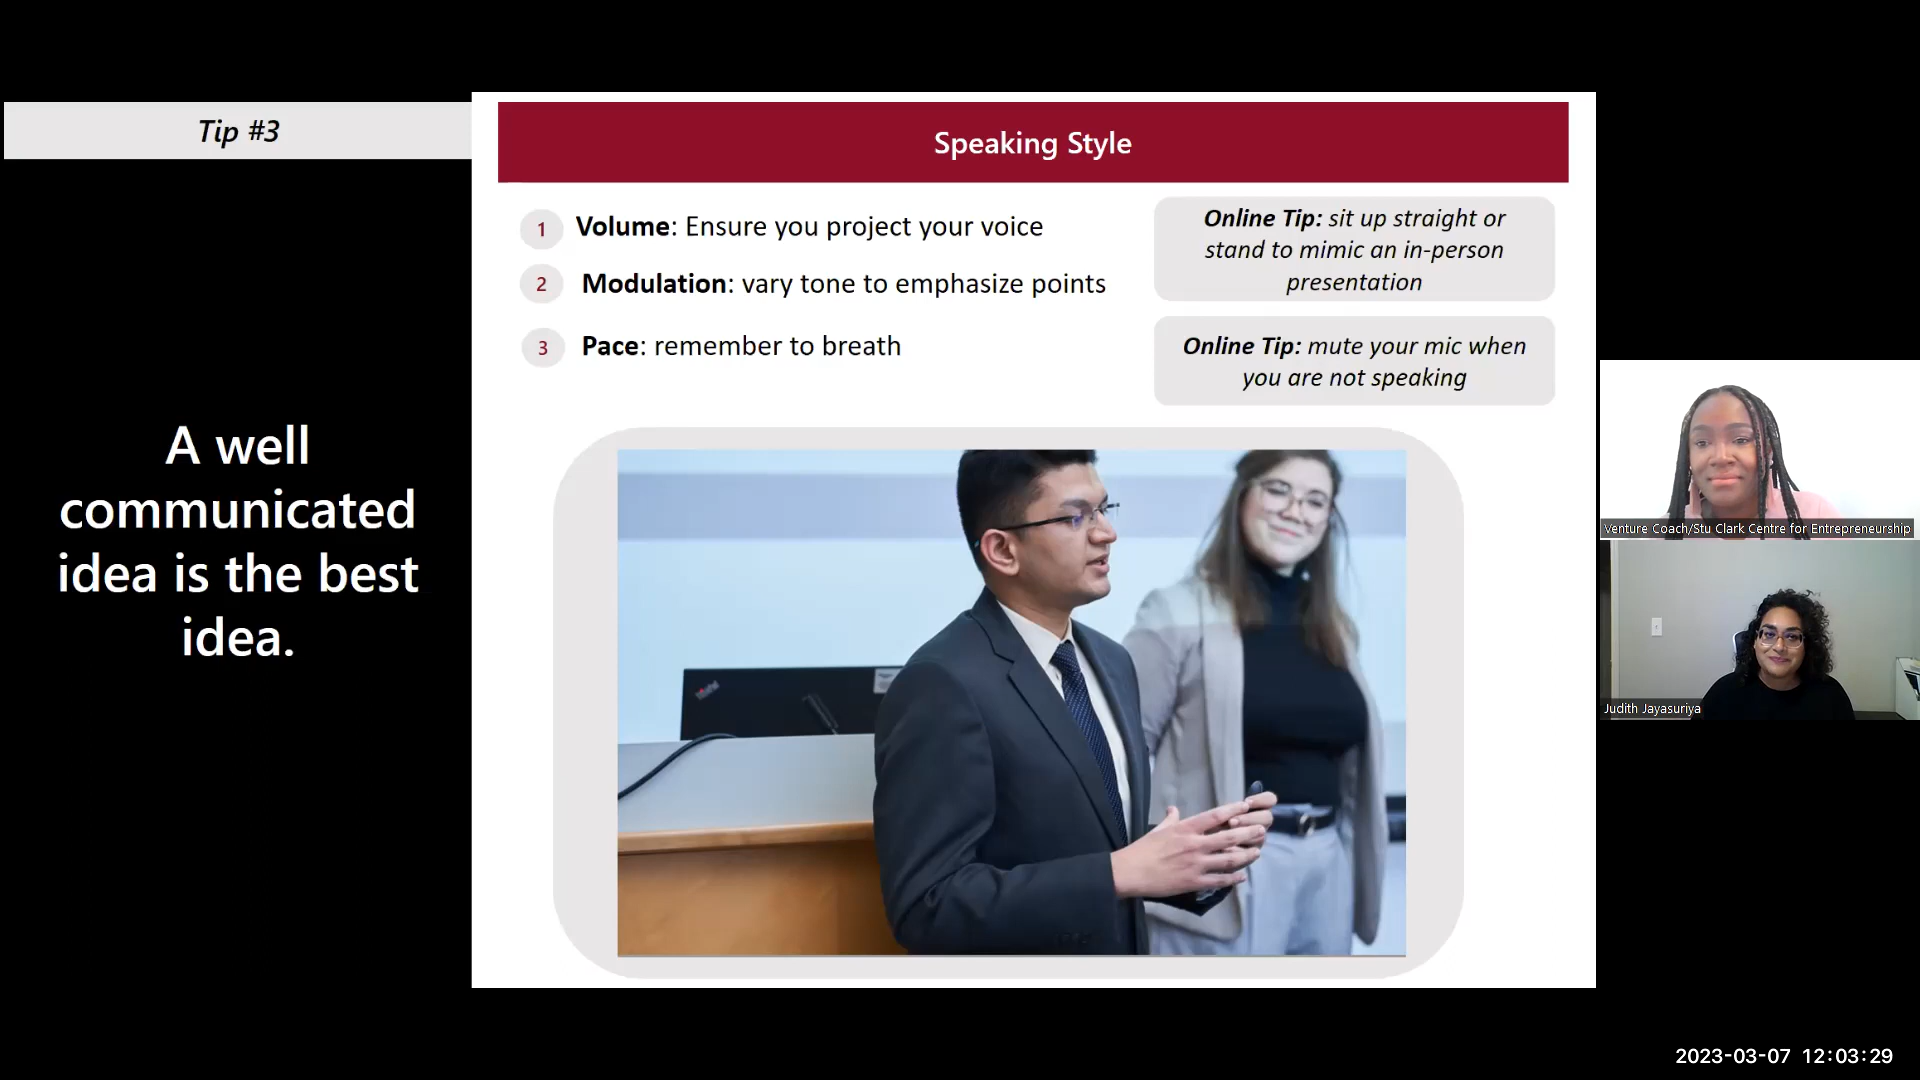 Tip #3
A well
communicated
idea is the best
idea.
Speaking Style
1 Volume: Ensure you project your voice
2 Modulation: vary tone to emphasize points
3 Pace: remember to breath
Online Tip: sit up straight or
stand to mimic an in-person
presentation
Online Tip: mute your mic when
you are not speaking
Venture Coach/Stu Clark Centre for Entrepreneurship
Judith Jayasuriya
2023-03-07 12:03:29